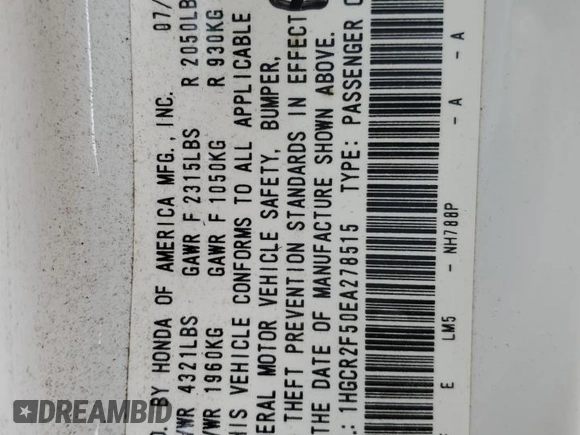 D. BY HONDA OF AMERICA MFG., INC. 07/
/WR 4321LBS GAWR F 2315LBS R 2050LB
/WR 1960KG GAWR F 1050KG R 930KG
HIS VEHICLE CONFORMS TO ALL APPLICABLE
ERAL MOTOR VEHICLE SAFETY, BUMPER,
THEFT PREVENTION STANDARDS IN EFFECT
THE DATE OF MANUFACTURE SHOWN ABOVE.
.: 1HGCR2F50EA278515 TYPE: PASSENGER C
E LM5 - NH788P - A - A
DREAMBID